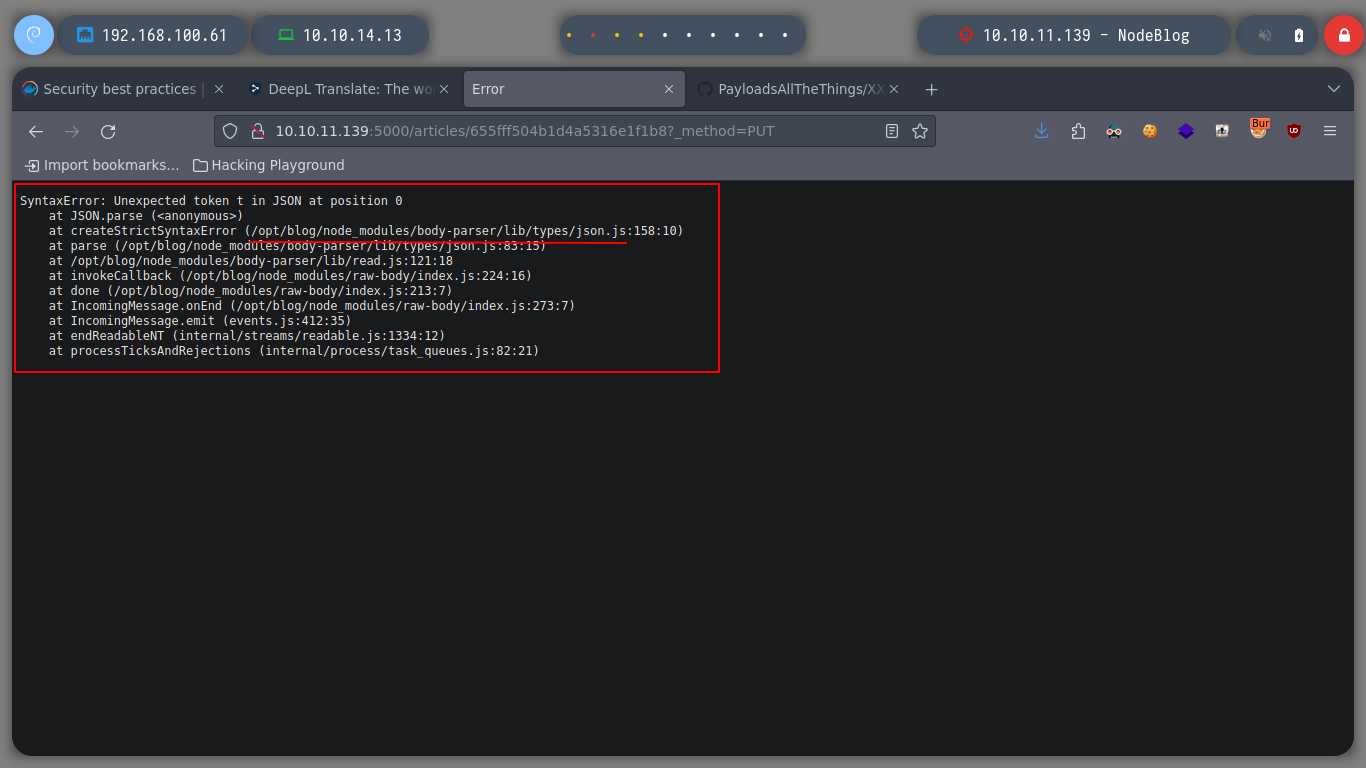 192.168.100.61
10.10.14.13
10.10.11.139 - NodeBlog
Security best practices |
DeepL Translate: The wo
Error
PayloadsAllTheThings/XX
10.10.11.139:5000/articles/655fff504b1d4a5316e1f1b8?_method=PUT
Bur
UD
Import bookmarks...
Hacking Playground
SyntaxError: Unexpected token t in JSON at position 0
at JSON.parse (<anonymous>)
at createStrictSyntaxError (/opt/blog/node_modules/body-parser/lib/types/json.js:158:10)
at parse (/opt/blog/node_modules/body-parser/lib/types/json.js:83:15)
at /opt/blog/node_modules/body-parser/lib/read.js:121:18
at invokeCallback (/opt/blog/node_modules/raw-body/index.js:224:16)
at done (/opt/blog/node_modules/raw-body/index.js:213:7)
at IncomingMessage.onEnd (/opt/blog/node_modules/raw-body/index.js:273:7)
at IncomingMessage.emit (events.js:412:35)
at endReadableNT (internal/streams/readable.js:1334:12)
at processTicksAndRejections (internal/process/task_queues.js:82:21)